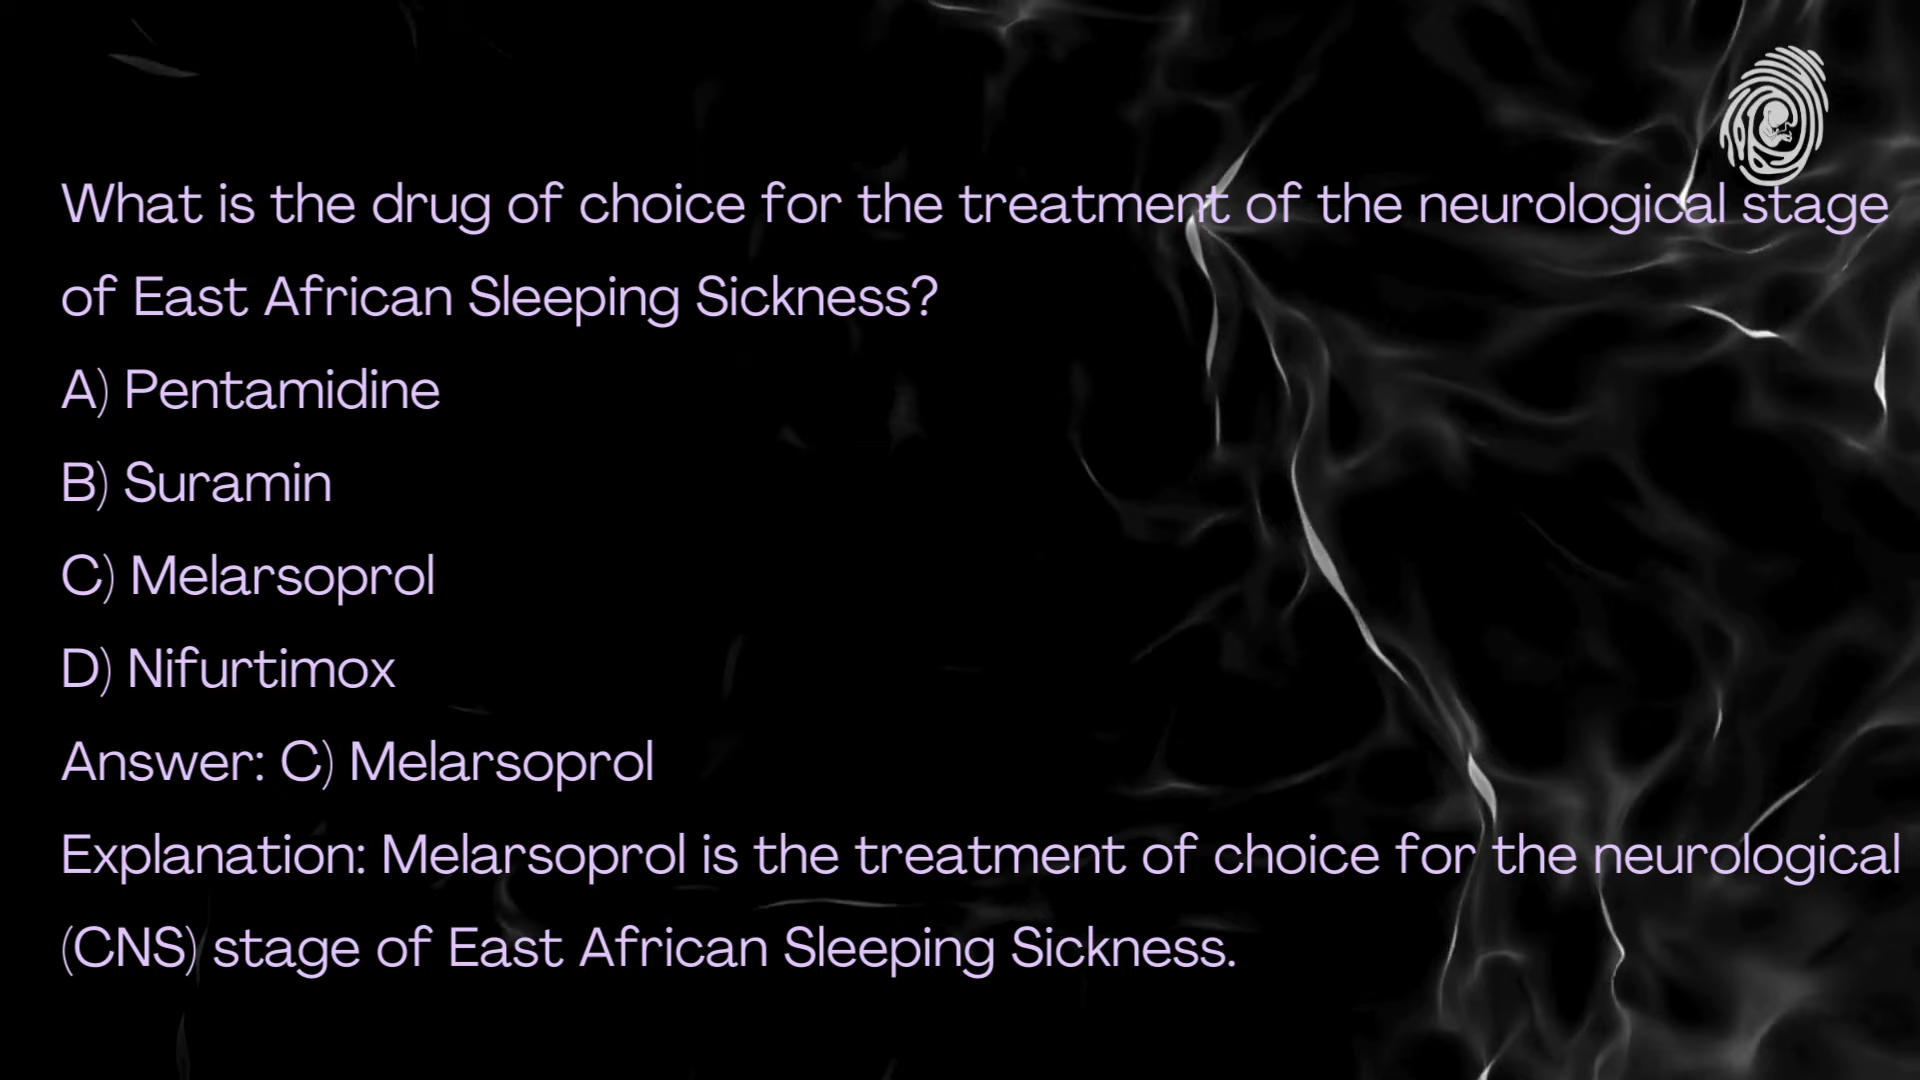 What is the drug of choice for the treatment of the neurological stage
of East African Sleeping Sickness?
A) Pentamidine
B) Suramin
C) Melarsoprol
D) Nifurtimox
Answer: C) Melarsoprol
Explanation: Melarsoprol is the treatment of choice for the neurological
(CNS) stage of East African Sleeping Sickness.